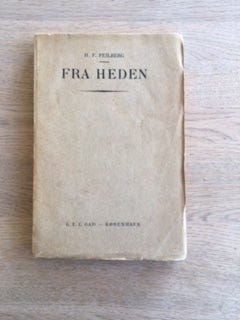 H. F. FEILBERG
FRA HEDEN
G. E. C. GAD — KØBENHAVN